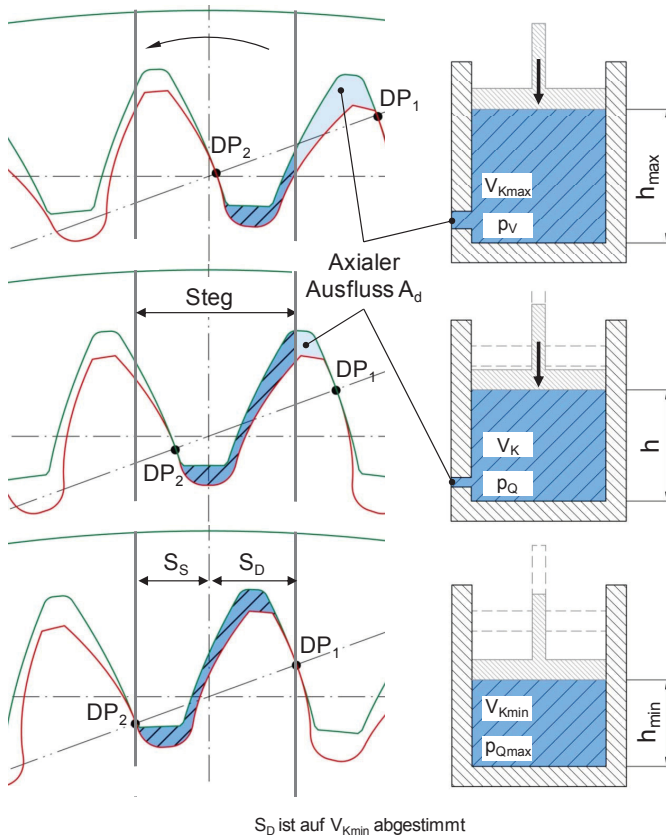 DP1
DP2
VKmax
pV
hmax
Axialer
Ausfluss Ad
Steg
DP1
DP2
VK
pQ
h
SS
SD
DP1
DP2
VKmin
pQmax
hmin
SD ist auf VKmin abgestimmt